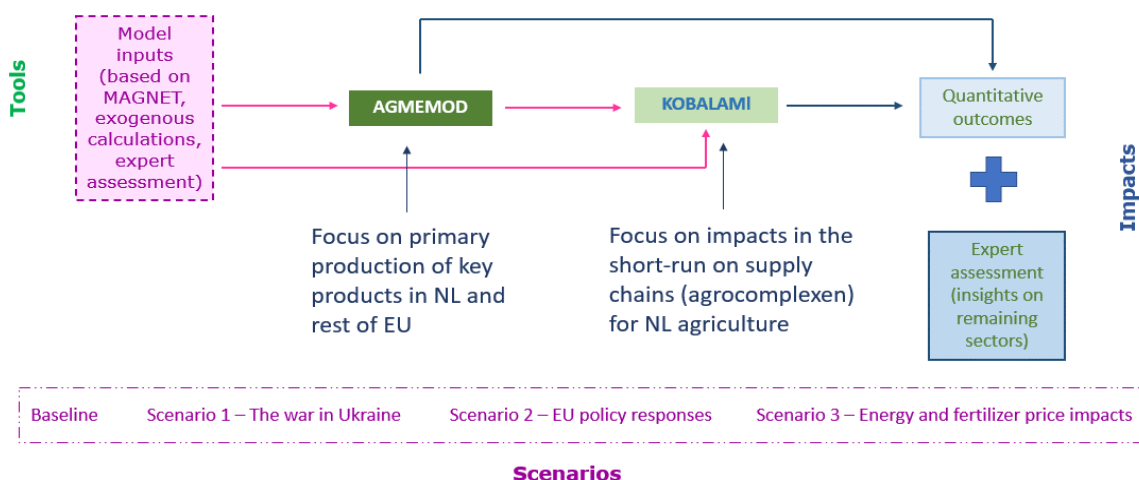 Tools
Model
inputs
(based on
MAGNET,
exogenous
calculations,
expert
assessment)
AGMEMOD
KOBALAMI
Quantitative
outcomes
Focus on primary
production of key
products in NL and
rest of EU
Focus on impacts in the
short-run on supply
chains (agrocomplexen)
for NL agriculture
Expert
assessment
(insights on
remaining
sectors)
Impacts
Baseline Scenario 1 – The war in Ukraine Scenario 2 – EU policy responses Scenario 3 – Energy and fertilizer price impacts
Scenarios